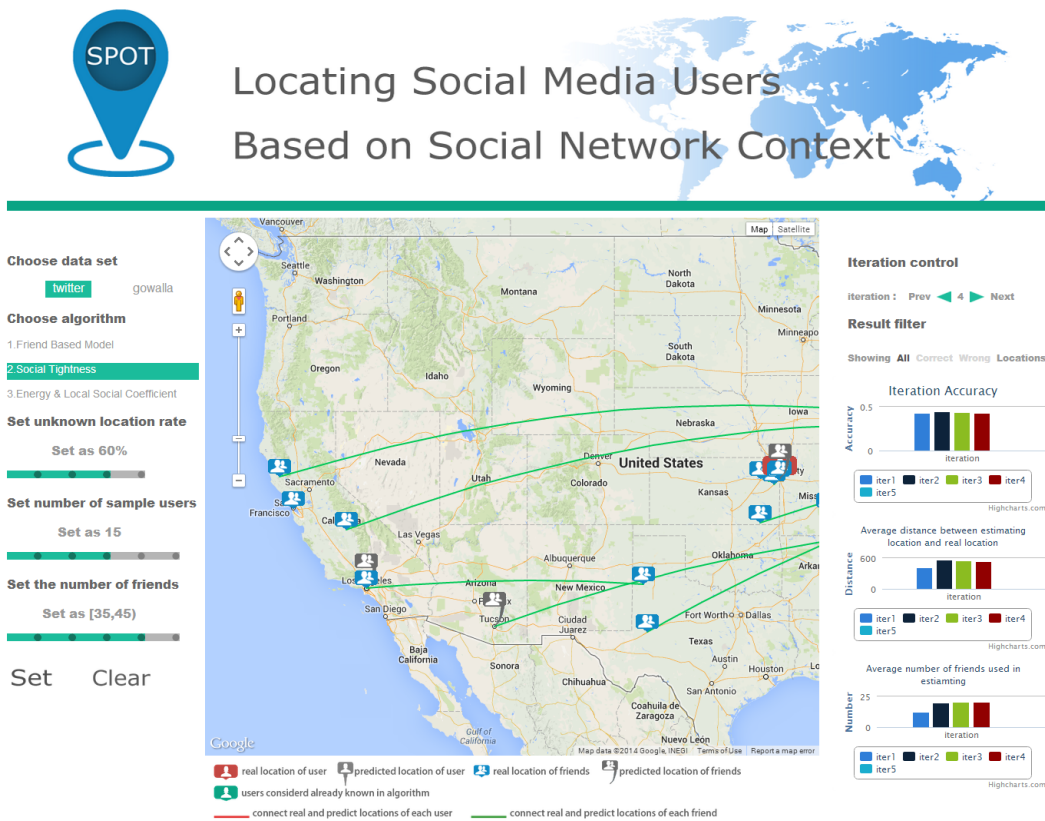 SPOT
Locating Social Media Users
Based on Social Network Context
Choose data set
twitter gowalla
Choose algorithm
1.Friend Based Model
2.Social Tightness
3.Energy & Local Social Coefficient
Set unknown location rate
Set as 60%
Set number of sample users
Set as 15
Set the number of friends
Set as [35,45)
Set Clear
Map Satellite
Vancouver
Seattle
Washington
Montana
North
Dakota
Minnesota
Minneapo
Portland
Oregon
Idaho
South
Dakota
Wyoming
Iowa
Nebraska
Nevada
Sacramento
Utah
Denver
Colorado
United States
Kansas
Francisco
Las Vegas
Albuquerque
Oklahoma
Arizona
New Mexico
San Diego
Tucson
Ciudad
Juarez
Fort Worth Dallas
Texas
Baja
California
Sonora
Chihuahua
Austin
Houston
San Antonio
Coahuila de
Zaragoza
Nuevo León
Gulf of
California
Google
Map data ©2014 Google, INEGI Terms of Use Report a map error
real location of user predicted location of user real location of friends predicted location of friends
users considerd already known in algorithm
connect real and predict locations of each user connect real and predict locations of each friend
Iteration control
iteration : Prev 4 Next
Result filter
Showing All Correct Wrong Locations
Iteration Accuracy
Accuracy
0.5
0
iteration
iter1 iter2 iter3 iter4
iter5
Highcharts.com
Average distance between estimating
location and real location
Distance
600
0
iteration
iter1 iter2 iter3 iter4
iter5
Highcharts.com
Average number of friends used in
estiamting
Number
25
0
iteration
iter1 iter2 iter3 iter4
iter5
Highcharts.com